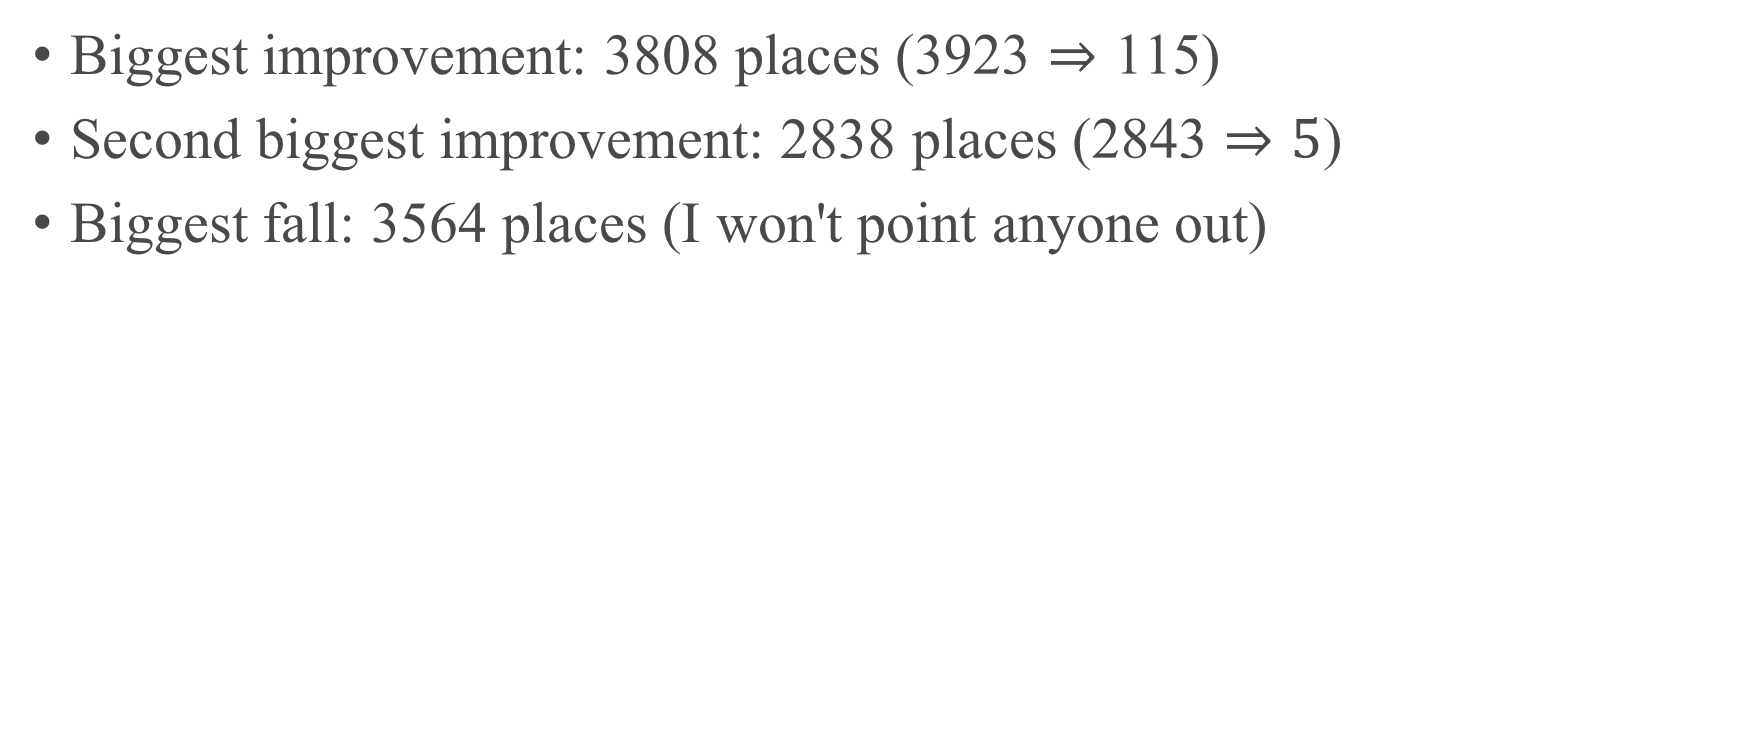 • Biggest improvement: 3808 places (3923 ⇒ 115)
• Second biggest improvement: 2838 places (2843 ⇒ 5)
• Biggest fall: 3564 places (I won't point anyone out)